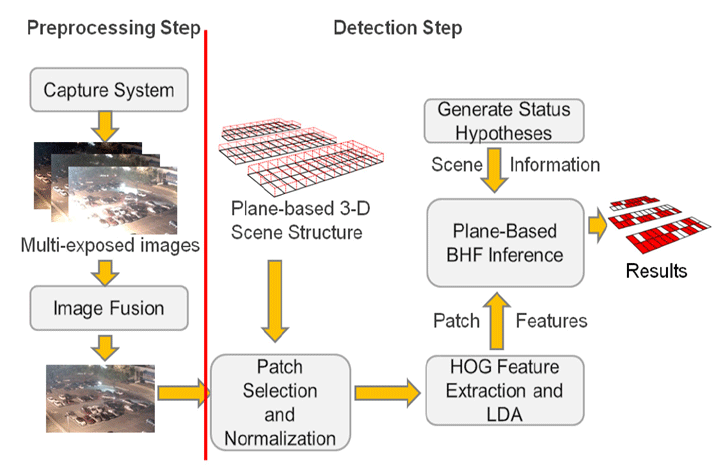 Preprocessing Step
Detection Step
Capture System
Multi-exposed images
Image Fusion
Plane-based 3-D
Scene Structure
Patch
Selection
and
Normalization
Generate Status
Hypotheses
Scene Information
Plane-Based
BHF Inference
Results
Patch Features
HOG Feature
Extraction and
LDA